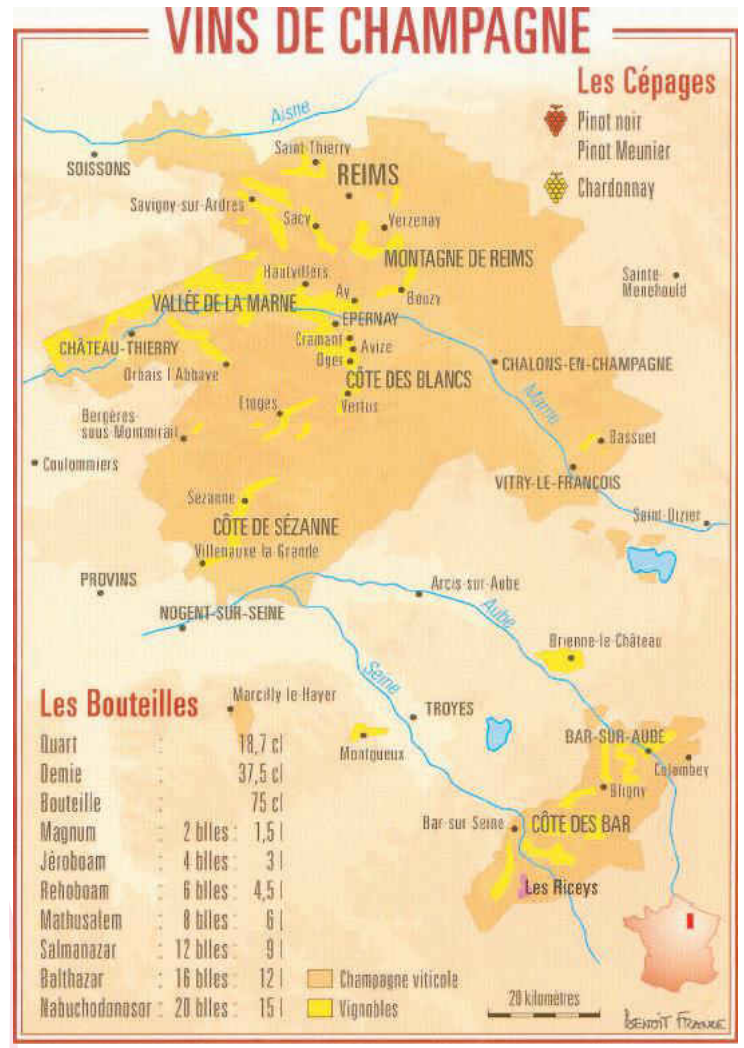 VINS DE CHAMPAGNE
Les Cépages
Pinot noir
Pinot Meunier
Chardonnay
Aisne
SOISSONS
Saint-Thierry
REIMS
Savigny-sur-Ardres
Sacy
Verzenay
MONTAGNE DE REIMS
Hautvillers
Sainte-
Menehould
VALLÉE DE LA MARNE
Ay
Bouzy
EPERNAY
CHÂTEAU-THIERRY
Cramant
Avize
Oger
CHALONS-EN-CHAMPAGNE
Orbais l'Abbaye
CÔTE DES BLANCS
Etoges
Vertus
Marne
Bergères-
sous Montmirail
Bassuet
Coulommiers
VITRY-LE-FRANÇOIS
Sézanne
Saint-Dizier
CÔTE DE SÉZANNE
Villenauxe la Grande
PROVINS
Arcis-sur-Aube
NOGENT-SUR-SEINE
Aube
Brienne-le-Château
Seine
Les Bouteilles
Marcilly-le-Hayer
TROYES
Montgueux
BAR-SUR-AUBE
Colombey
Bligny
Bar-sur Seine
CÔTE DES BAR
Les Riceys
Quart : 18,7 cl
Demie : 37,5 cl
Bouteille : 75 cl
Magnum : 2 blles : 1,5 l
Jéroboam : 4 blles : 3 l
Rehoboam : 6 blles : 4,5 l
Mathusalem : 8 blles : 6 l
Salmanazar : 12 blles : 9 l
Balthazar : 16 blles : 12 l
Nabuchodonosor : 20 blles : 15 l
Champagne viticole
Vignobles
20 kilomètres
BENOÎT FRANCE